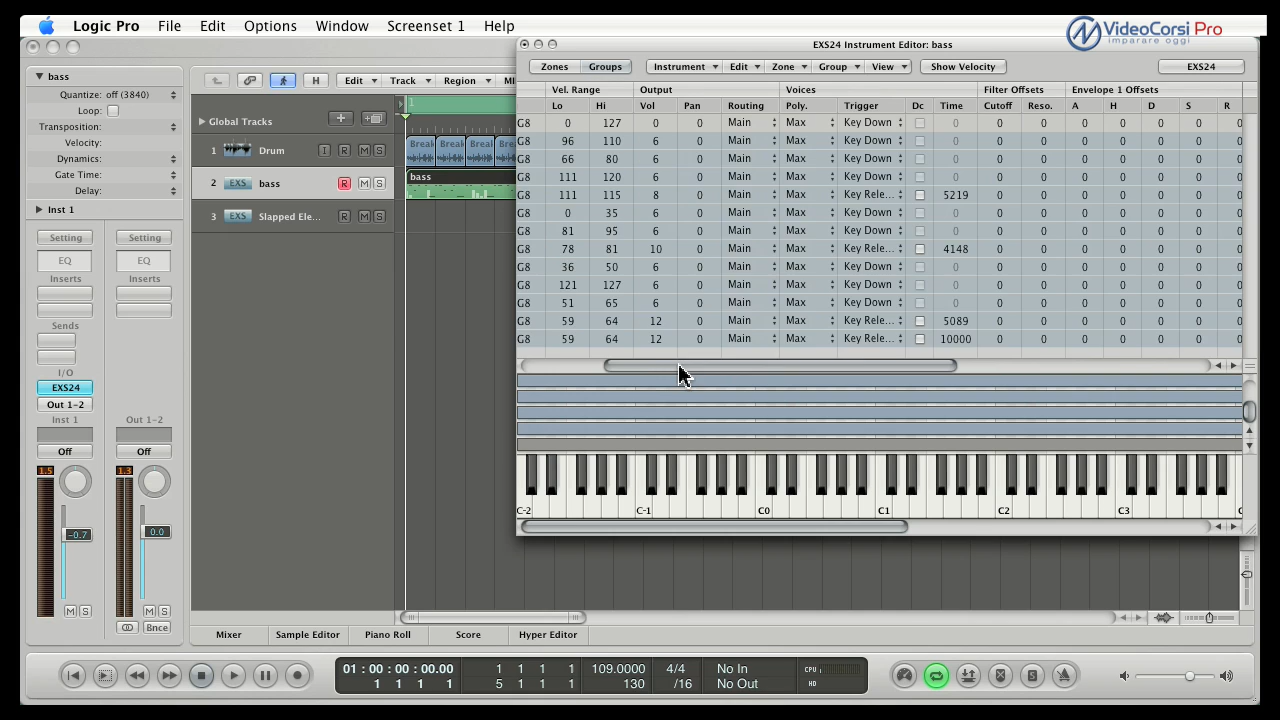 Logic Pro File Edit Options Window Screenset 1 Help
VideoCorsi Pro
imparare oggi
EXS24 Instrument Editor: bass
Zones Groups Instrument Edit Zone Group View Show Velocity EXS24
Vel. Range Output Voices Filter Offsets Envelope 1 Offsets
Lo Hi Vol Pan Routing Poly. Trigger Dc Time Cutoff Reso. A H D S R
G8 0 127 0 0 Main Max Key Down 0 0 0 0 0 0 0 0
G8 96 110 6 0 Main Max Key Down 0 0 0 0 0 0 0 0
G8 66 80 6 0 Main Max Key Down 0 0 0 0 0 0 0 0
G8 111 120 6 0 Main Max Key Down 0 0 0 0 0 0 0 0
G8 111 115 8 0 Main Max Key Rele... 5219 0 0 0 0 0 0 0
G8 0 35 6 0 Main Max Key Down 0 0 0 0 0 0 0 0
G8 81 95 6 0 Main Max Key Down 0 0 0 0 0 0 0 0
G8 78 81 10 0 Main Max Key Rele... 4148 0 0 0 0 0 0 0
G8 36 50 6 0 Main Max Key Down 0 0 0 0 0 0 0 0
G8 121 127 6 0 Main Max Key Down 0 0 0 0 0 0 0 0
G8 51 65 6 0 Main Max Key Down 0 0 0 0 0 0 0 0
G8 59 64 12 0 Main Max Key Rele... 5089 0 0 0 0 0 0 0
G8 59 64 12 0 Main Max Key Rele... 10000 0 0 0 0 0 0 0
C-2 C-1 C0 C1 C2 C3
bass
Quantize: off (3840)
Loop:
Transposition:
Velocity:
Dynamics:
Gate Time:
Delay:
Inst 1
Setting Setting
EQ EQ
Inserts Inserts
Sends
I/O
EXS24
Out 1-2
Inst 1 Out 1-2
Off Off
1.5 1.3
-0.7 0.0
M S M S
Bnce
H Edit Track Region
1
Global Tracks
1 Drum I R M S
Break Break Break Break
2 EXS bass R M S
bass
3 EXS Slapped Ele... R M S
Mixer Sample Editor Piano Roll Score Hyper Editor
01 : 00 : 00 : 00.00 1 1 1 1 109.0000 4/4 No In CPU
1 1 1 1 5 1 1 1 130 /16 No Out HD
S